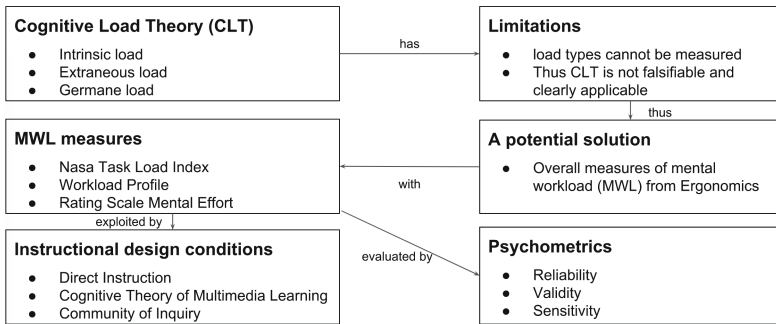 Cognitive Load Theory (CLT)
● Intrinsic load
● Extraneous load
● Germane load
has
Limitations
● load types cannot be measured
● Thus CLT is not falsifiable and
clearly applicable
thus
A potential solution
● Overall measures of mental
workload (MWL) from Ergonomics
with
MWL measures
● Nasa Task Load Index
● Workload Profile
● Rating Scale Mental Effort
exploited by
Instructional design conditions
● Direct Instruction
● Cognitive Theory of Multimedia Learning
● Community of Inquiry
evaluated by
Psychometrics
● Reliability
● Validity
● Sensitivity